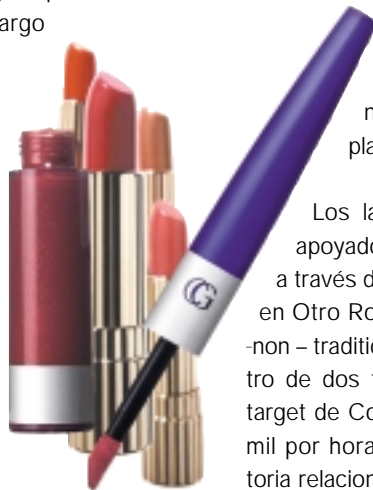 argo
n
pla
Los la
apoyado
a través d
en Otro Ro
-non – traditio
tro de dos
target de Co
mil por hora
toria relacion
CG